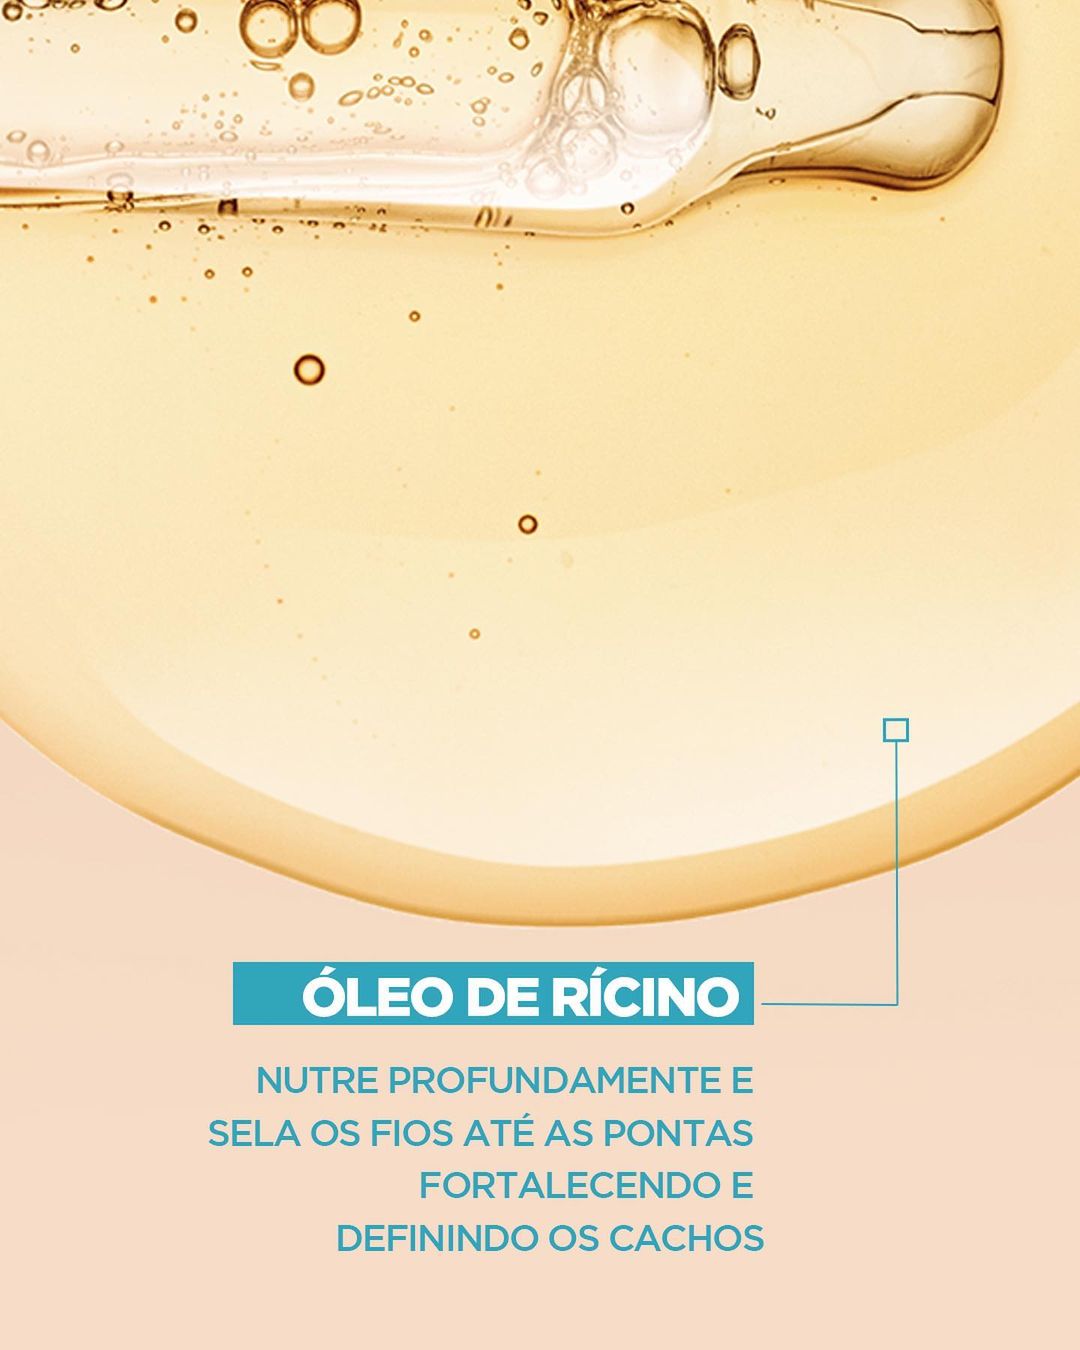 ÓLEO DE RÍCINO
NUTRE PROFUNDAMENTE E
SELA OS FIOS ATÉ AS PONTAS
FORTALECENDO E
DEFININDO OS CACHOS